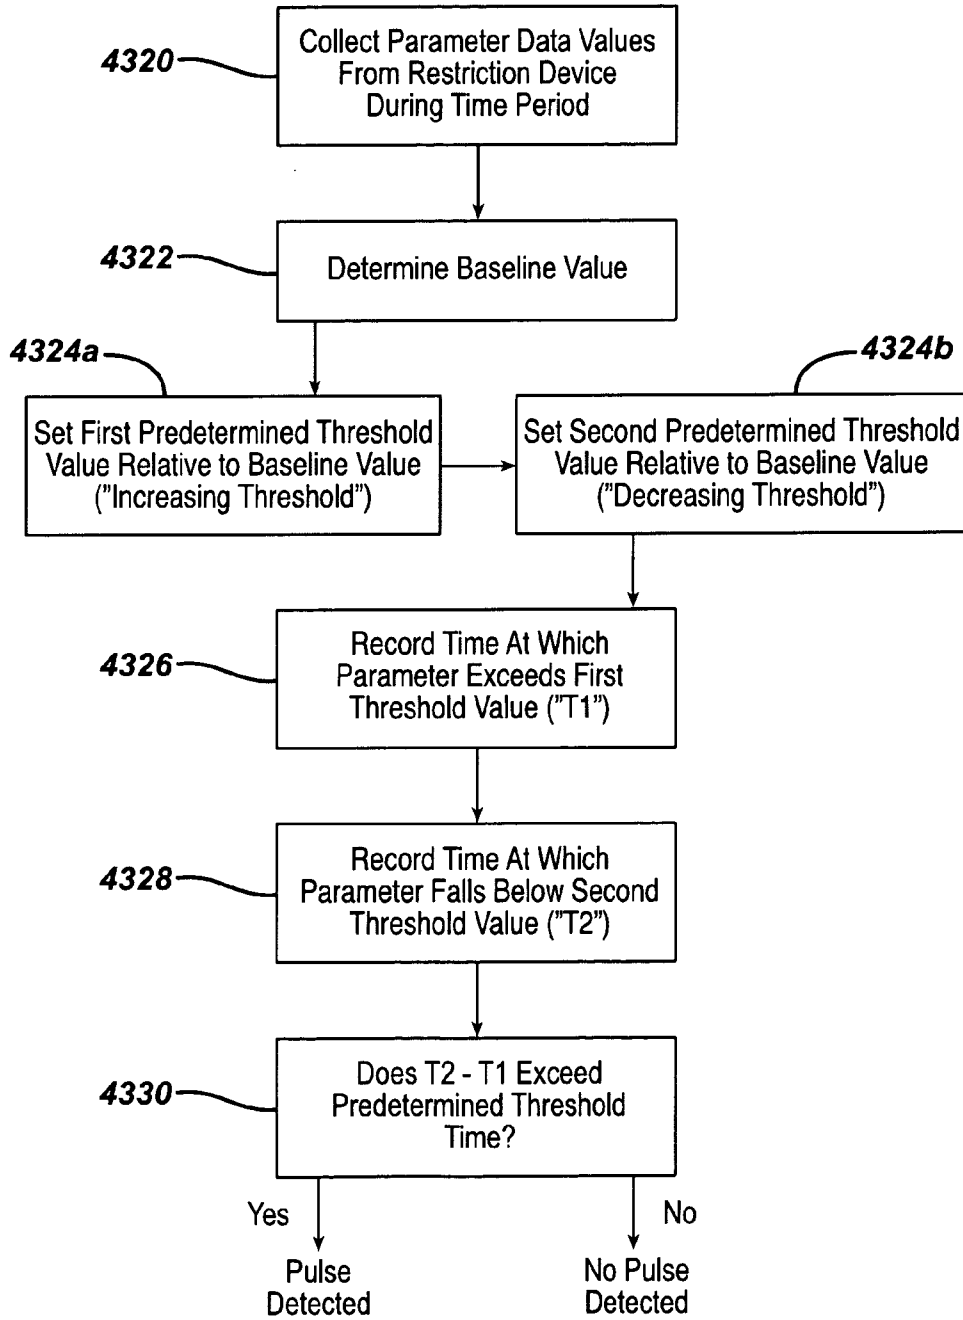 4320
Collect Parameter Data Values
From Restriction Device
During Time Period
4322
Determine Baseline Value
4324a
4324b
Set First Predetermined Threshold
Value Relative to Baseline Value
("Increasing Threshold")
Set Second Predetermined Threshold
Value Relative to Baseline Value
("Decreasing Threshold")
4326
Record Time At Which
Parameter Exceeds First
Threshold Value ("T1")
4328
Record Time At Which
Parameter Falls Below Second
Threshold Value ("T2")
4330
Does T2 - T1 Exceed
Predetermined Threshold
Time?
Yes
No
Pulse
Detected
No Pulse
Detected